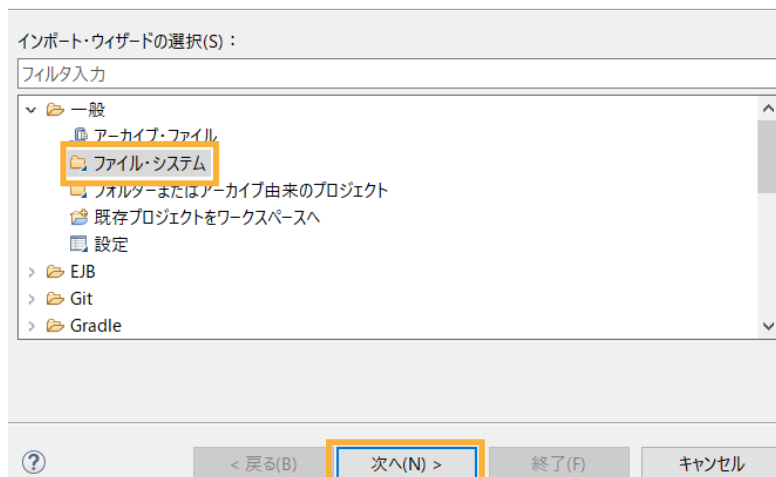 インポート・ウィザードの選択(S)：
フィルタ入力
一般
アーカイブ・ファイル
ファイル・システム
フォルダーまたはアーカイブ由来のプロジェクト
既存プロジェクトをワークスペースへ
設定
EJB
Git
Gradle
? < 戻る(B) 次へ(N) > 終了(F) キャンセル